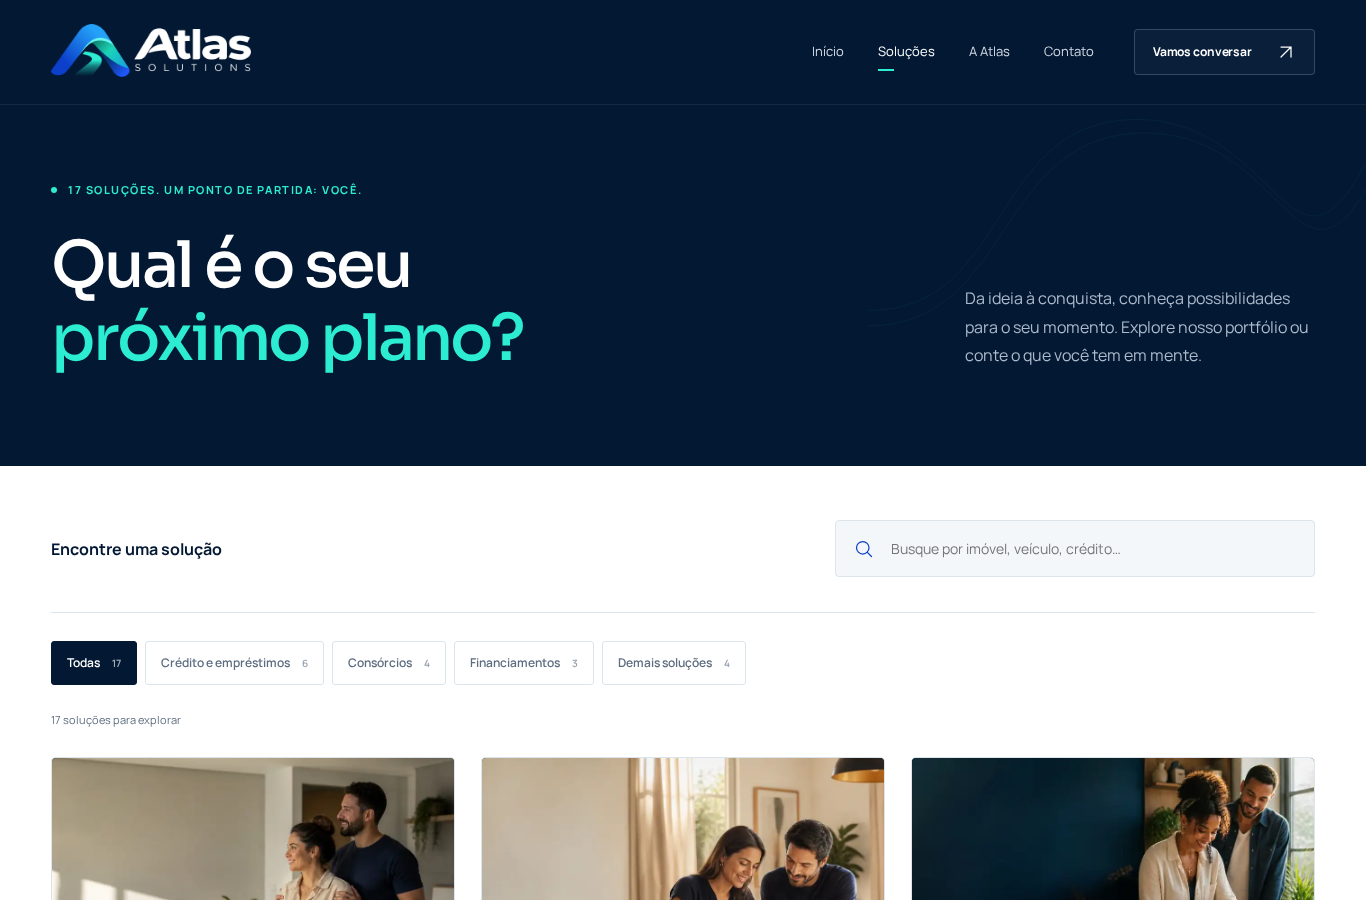 Atlas
SOLUTIONS
Início
Soluções
A Atlas
Contato
Vamos conversar
17 SOLUÇÕES. UM PONTO DE PARTIDA: VOCÊ.
Qual é o seu
próximo plano?
Da ideia à conquista, conheça possibilidades
para o seu momento. Explore nosso portfólio ou
conte o que você tem em mente.
Encontre uma solução
Busque por imóvel, veículo, crédito…
Todas 17
Crédito e empréstimos 6
Consórcios 4
Financiamentos 3
Demais soluções 4
17 soluções para explorar